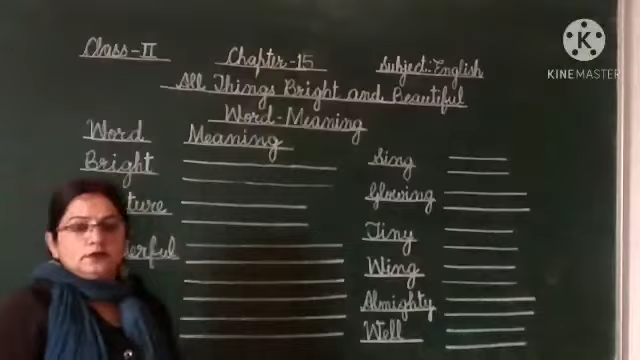 Class-II Chapter-15 Subject:-English
All Things Bright and Beautiful
Word-Meaning
Word Meaning
Bright
Sing
Glowing
Tiny
Wing
Almighty
Well
KINEMASTER